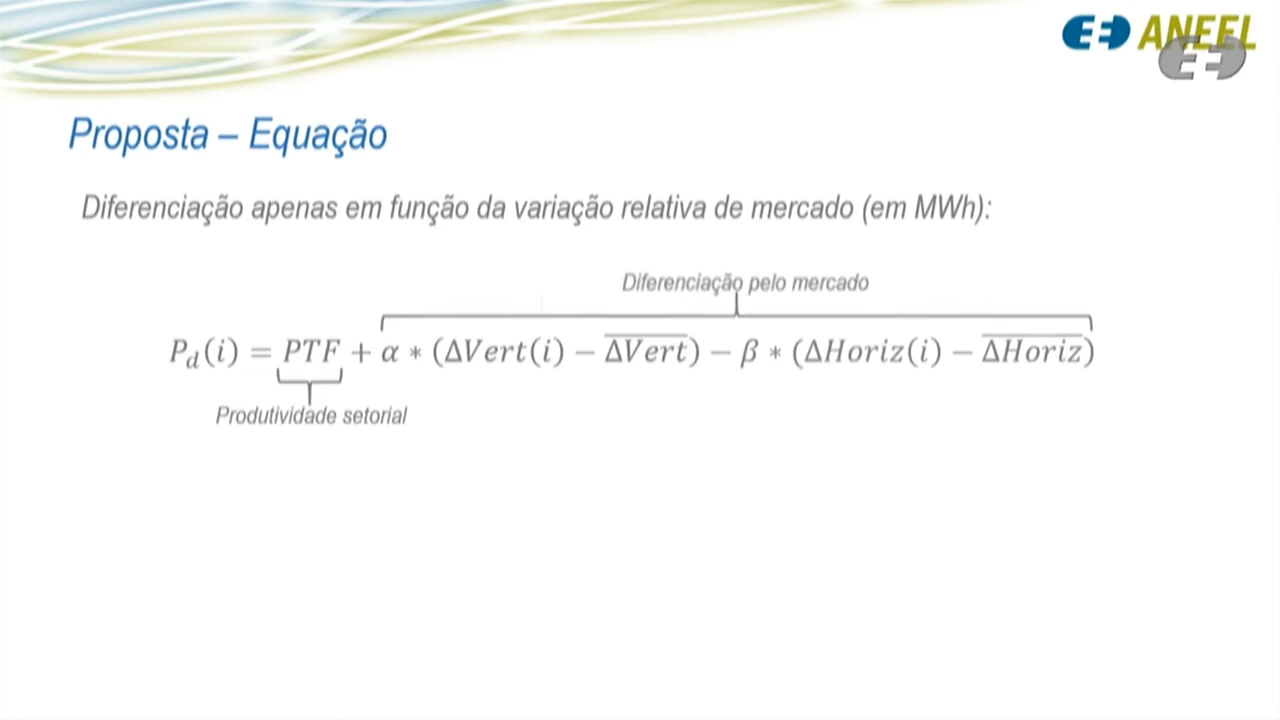 ANEEL
Proposta – Equação
Diferenciação apenas em função da variação relativa de mercado (em MWh):
Diferenciação pelo mercado
P_d(i) = PTF + α * (ΔVert(i) − \overline{ΔVert}) − β * (ΔHoriz(i) − \overline{ΔHoriz})
Produtividade setorial